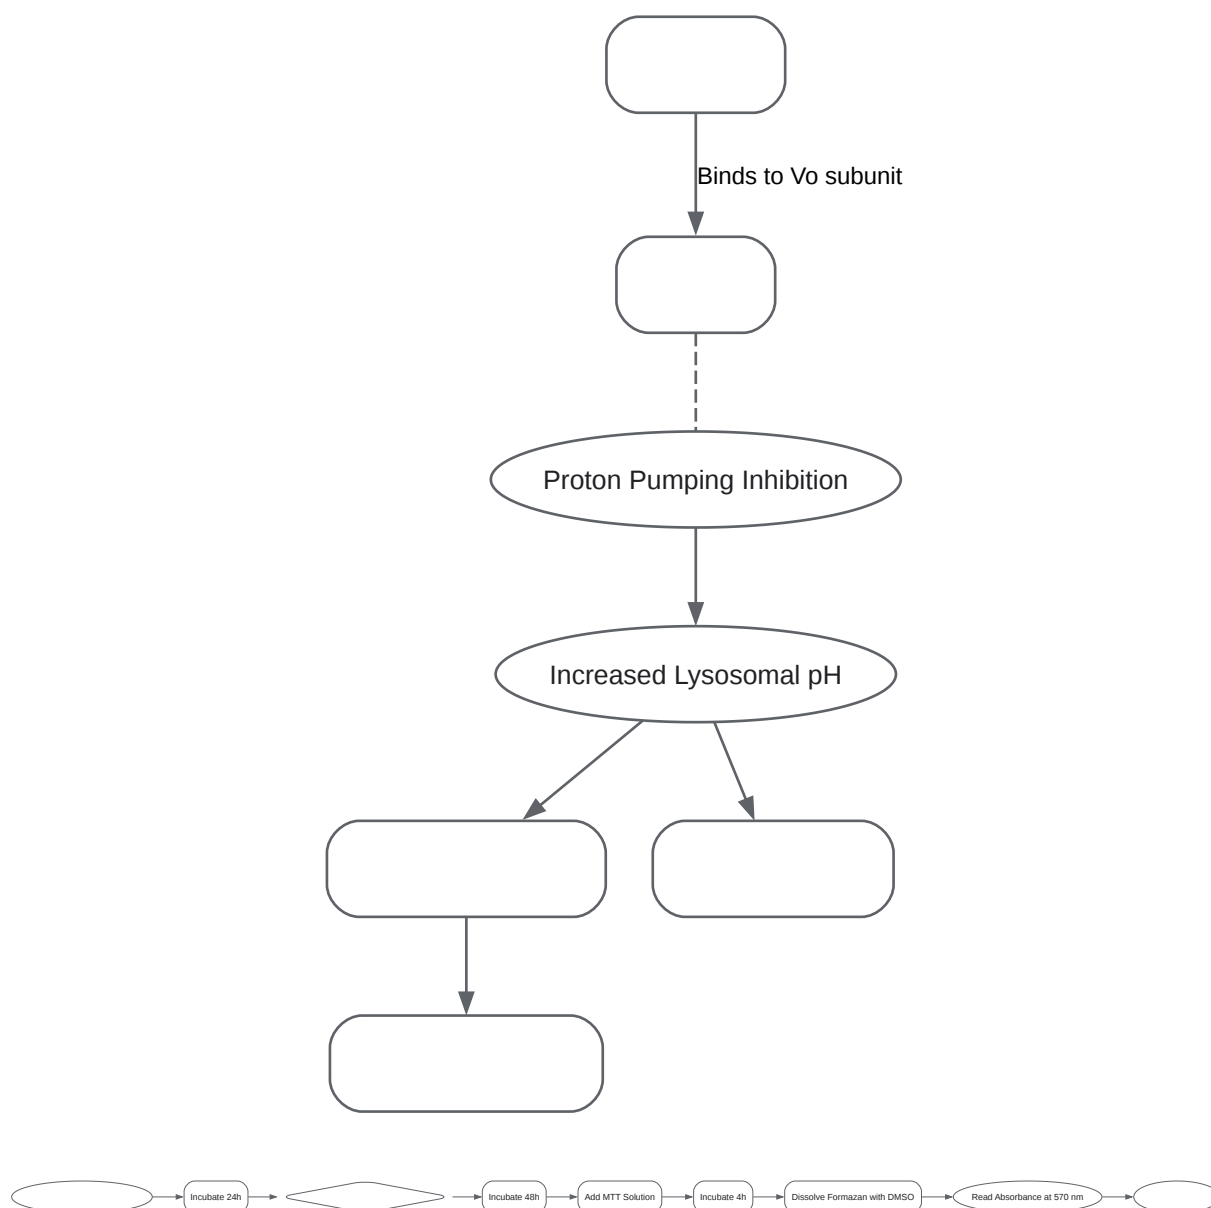 Binds to Vo subunit
Proton Pumping Inhibition
Increased Lysosomal pH
Incubate 24h
Incubate 48h
Add MTT Solution
Incubate 4h
Dissolve Formazan with DMSO
Read Absorbance at 570 nm